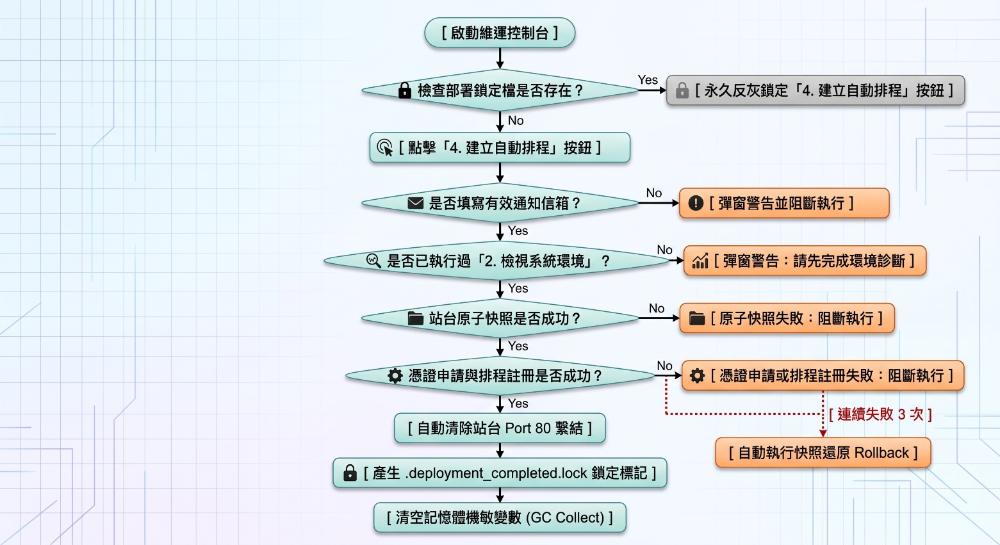 [ 啟動維運控制台 ]
檢查部署鎖定檔是否存在？
Yes
[ 永久反灰鎖定「4. 建立自動排程」按鈕 ]
No
[ 點擊「4. 建立自動排程」按鈕 ]
是否填寫有效通知信箱？
No
[ 彈窗警告並阻斷執行 ]
Yes
是否已執行過「2. 檢視系統環境」？
No
[ 彈窗警告：請先完成環境診斷 ]
Yes
站台原子快照是否成功？
No
[ 原子快照失敗：阻斷執行 ]
Yes
憑證申請與排程註冊是否成功？
No
[ 憑證申請或排程註冊失敗：阻斷執行 ]
Yes
[ 連續失敗 3 次 ]
[ 自動清除站台 Port 80 繫結 ]
[ 自動執行快照還原 Rollback ]
[ 產生 .deployment_completed.lock 鎖定標記 ]
[ 清空記憶體機敏變數 (GC Collect) ]